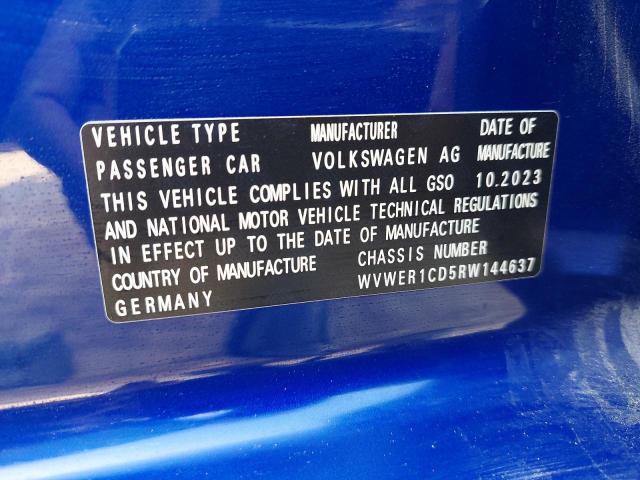 VEHICLE TYPE MANUFACTURER DATE OF
PASSENGER CAR VOLKSWAGEN AG MANUFACTURE
THIS VEHICLE COMPLIES WITH ALL GSO 10.2023
AND NATIONAL MOTOR VEHICLE TECHNICAL REGULATIONS
IN EFFECT UP TO THE DATE OF MANUFACTURE
COUNTRY OF MANUFACTURE CHASSIS NUMBER
GERMANY WVWER1CD5RW144637